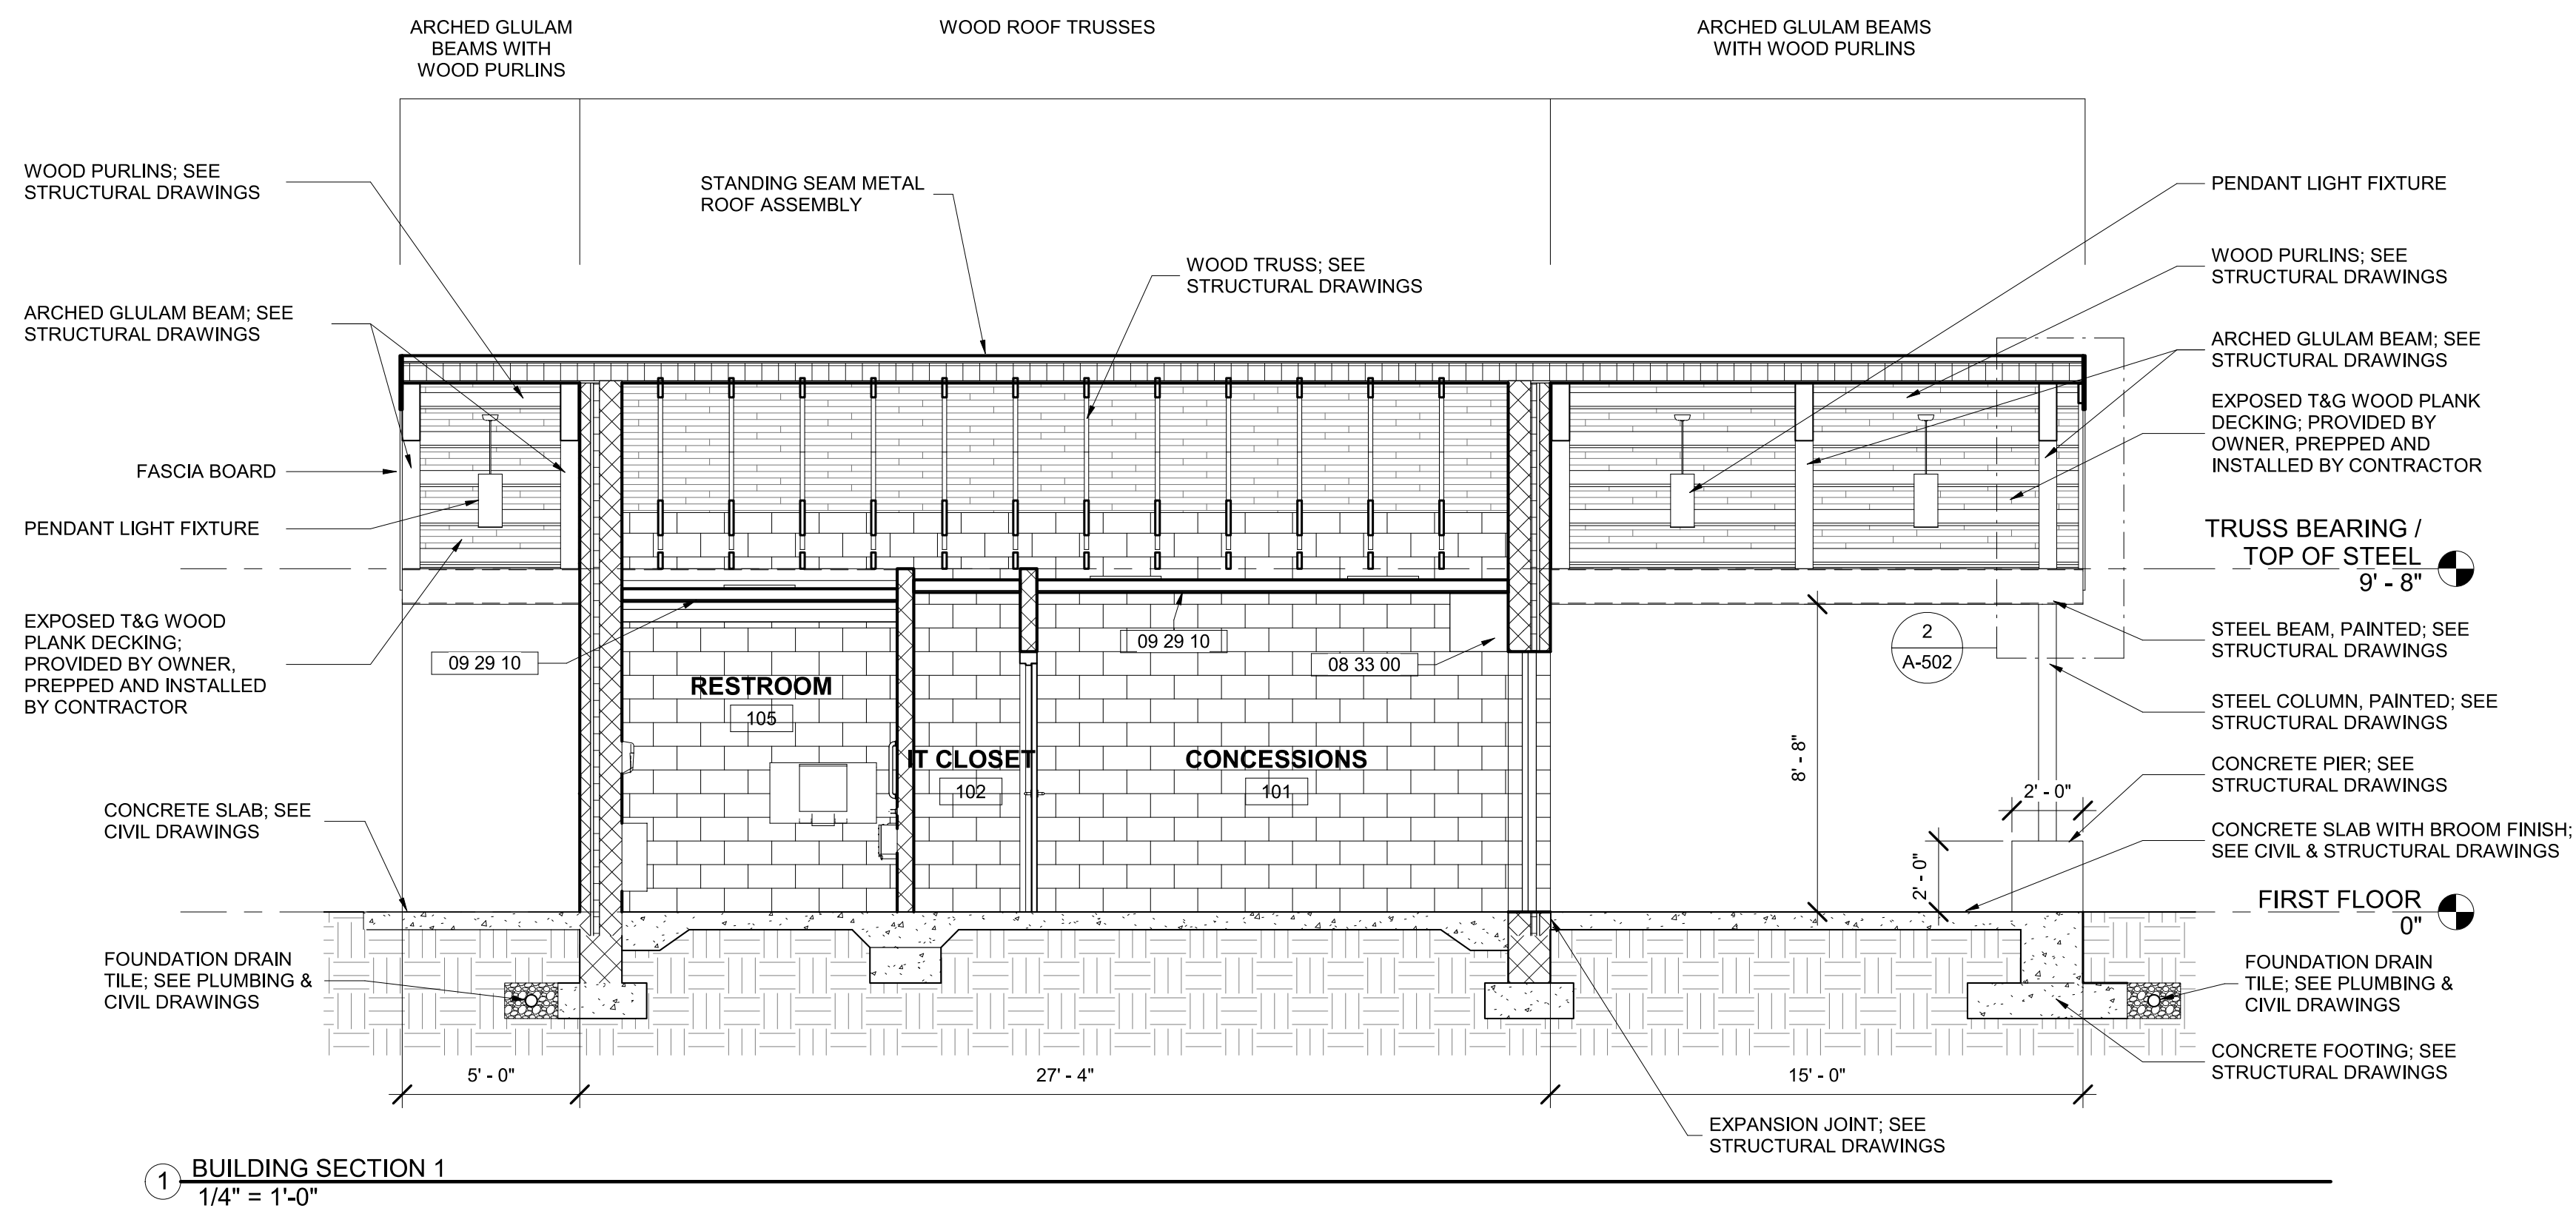 ARCHED GLULAM
BEAMS WITH
WOOD PURLINS
WOOD ROOF TRUSSES
ARCHED GLULAM BEAMS
WITH WOOD PURLINS
WOOD PURLINS; SEE
STRUCTURAL DRAWINGS
STANDING SEAM METAL
ROOF ASSEMBLY
WOOD TRUSS; SEE
STRUCTURAL DRAWINGS
PENDANT LIGHT FIXTURE
WOOD PURLINS; SEE
STRUCTURAL DRAWINGS
ARCHED GLULAM BEAM; SEE
STRUCTURAL DRAWINGS
ARCHED GLULAM BEAM; SEE
STRUCTURAL DRAWINGS
EXPOSED T&G WOOD PLANK
DECKING; PROVIDED BY
OWNER, PREPPED AND
INSTALLED BY CONTRACTOR
FASCIA BOARD
PENDANT LIGHT FIXTURE
TRUSS BEARING /
TOP OF STEEL
9' - 8"
EXPOSED T&G WOOD
PLANK DECKING;
PROVIDED BY OWNER,
PREPPED AND INSTALLED
BY CONTRACTOR
09 29 10
09 29 10
08 33 00
2
A-502
STEEL BEAM, PAINTED; SEE
STRUCTURAL DRAWINGS
RESTROOM
105
STEEL COLUMN, PAINTED; SEE
STRUCTURAL DRAWINGS
IT CLOSET
102
CONCESSIONS
101
8' - 8"
CONCRETE PIER; SEE
STRUCTURAL DRAWINGS
2' - 0"
CONCRETE SLAB; SEE
CIVIL DRAWINGS
CONCRETE SLAB WITH BROOM FINISH;
SEE CIVIL & STRUCTURAL DRAWINGS
2' - 0"
FIRST FLOOR
0"
FOUNDATION DRAIN
TILE; SEE PLUMBING &
CIVIL DRAWINGS
FOUNDATION DRAIN
TILE; SEE PLUMBING &
CIVIL DRAWINGS
CONCRETE FOOTING; SEE
STRUCTURAL DRAWINGS
5' - 0"
27' - 4"
15' - 0"
EXPANSION JOINT; SEE
STRUCTURAL DRAWINGS
1
BUILDING SECTION 1
1/4" = 1'-0"